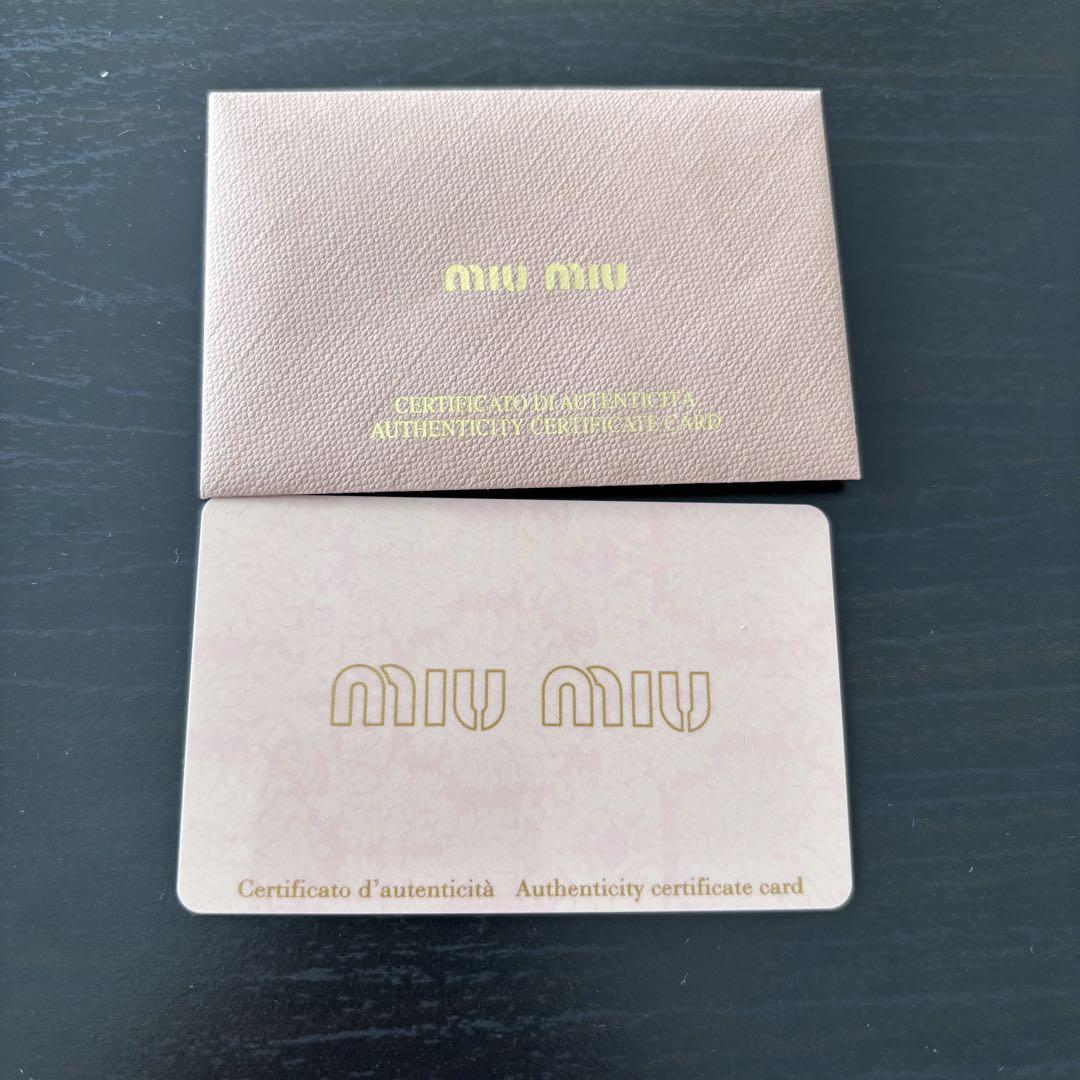 miu miu
CERTIFICATO DI AUTENTICITÀ
AUTHENTICITY CERTIFICATE CARD
miu miu
Certificato d’autenticità Authenticity certificate card